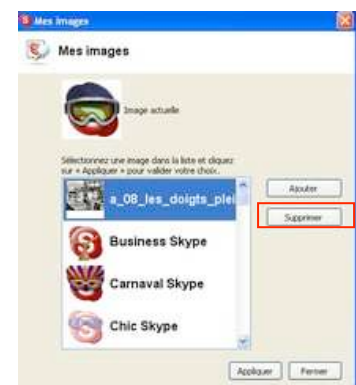 Mes images
Mes images
Image actuelle
Sélectionnez une image dans la liste et cliquez
sur « Appliquer » pour valider votre choix.
a_08_les_doigts_plei
Ajouter
Supprimer
Business Skype
Carnaval Skype
Chic Skype
Appliquer
Fermer